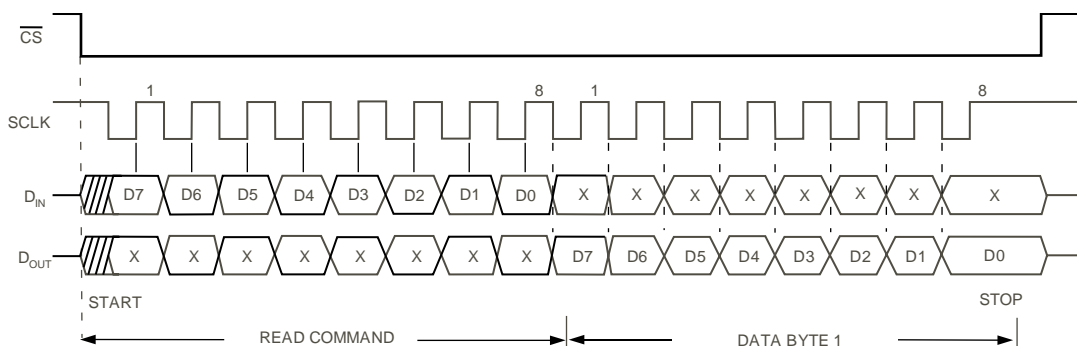 CS
1 8 1 8
SCLK
DIN D7 D6 D5 D4 D3 D2 D1 D0 X X X X X X X X
DOUT X X X X X X X X D7 D6 D5 D4 D3 D2 D1 D0
START STOP
READ COMMAND DATA BYTE 1